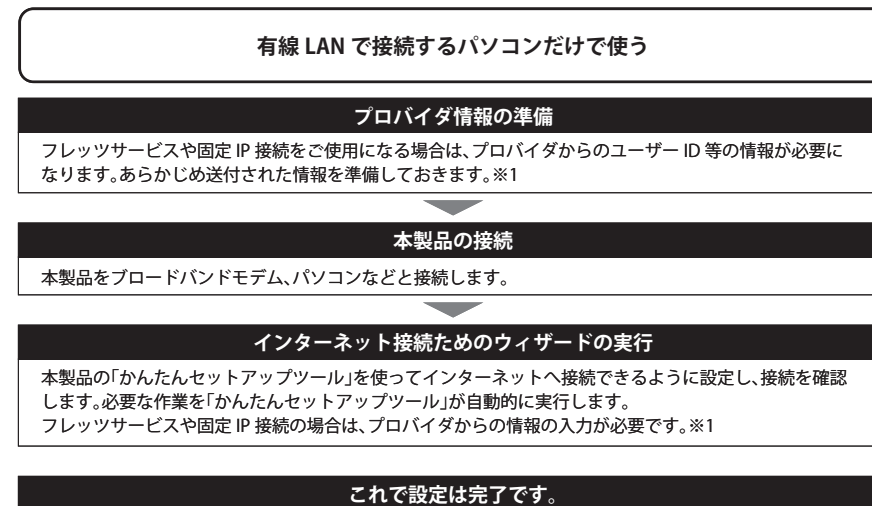 有線 LAN で接続するパソコンだけで使う
プロバイダ情報の準備
フレッツサービスや固定 IP 接続をご使用になる場合は、プロバイダからのユーザー ID 等の情報が必要に
なります。あらかじめ送付された情報を準備しておきます。※1
本製品の接続
本製品をブロードバンドモデム、パソコンなどと接続します。
インターネット接続ためのウィザードの実行
本製品の「かんたんセットアップツール」を使ってインターネットへ接続できるように設定し、接続を確認
します。必要な作業を「かんたんセットアップツール」が自動的に実行します。
フレッツサービスや固定 IP 接続の場合は、プロバイダからの情報の入力が必要です。※1
これで設定は完了です。